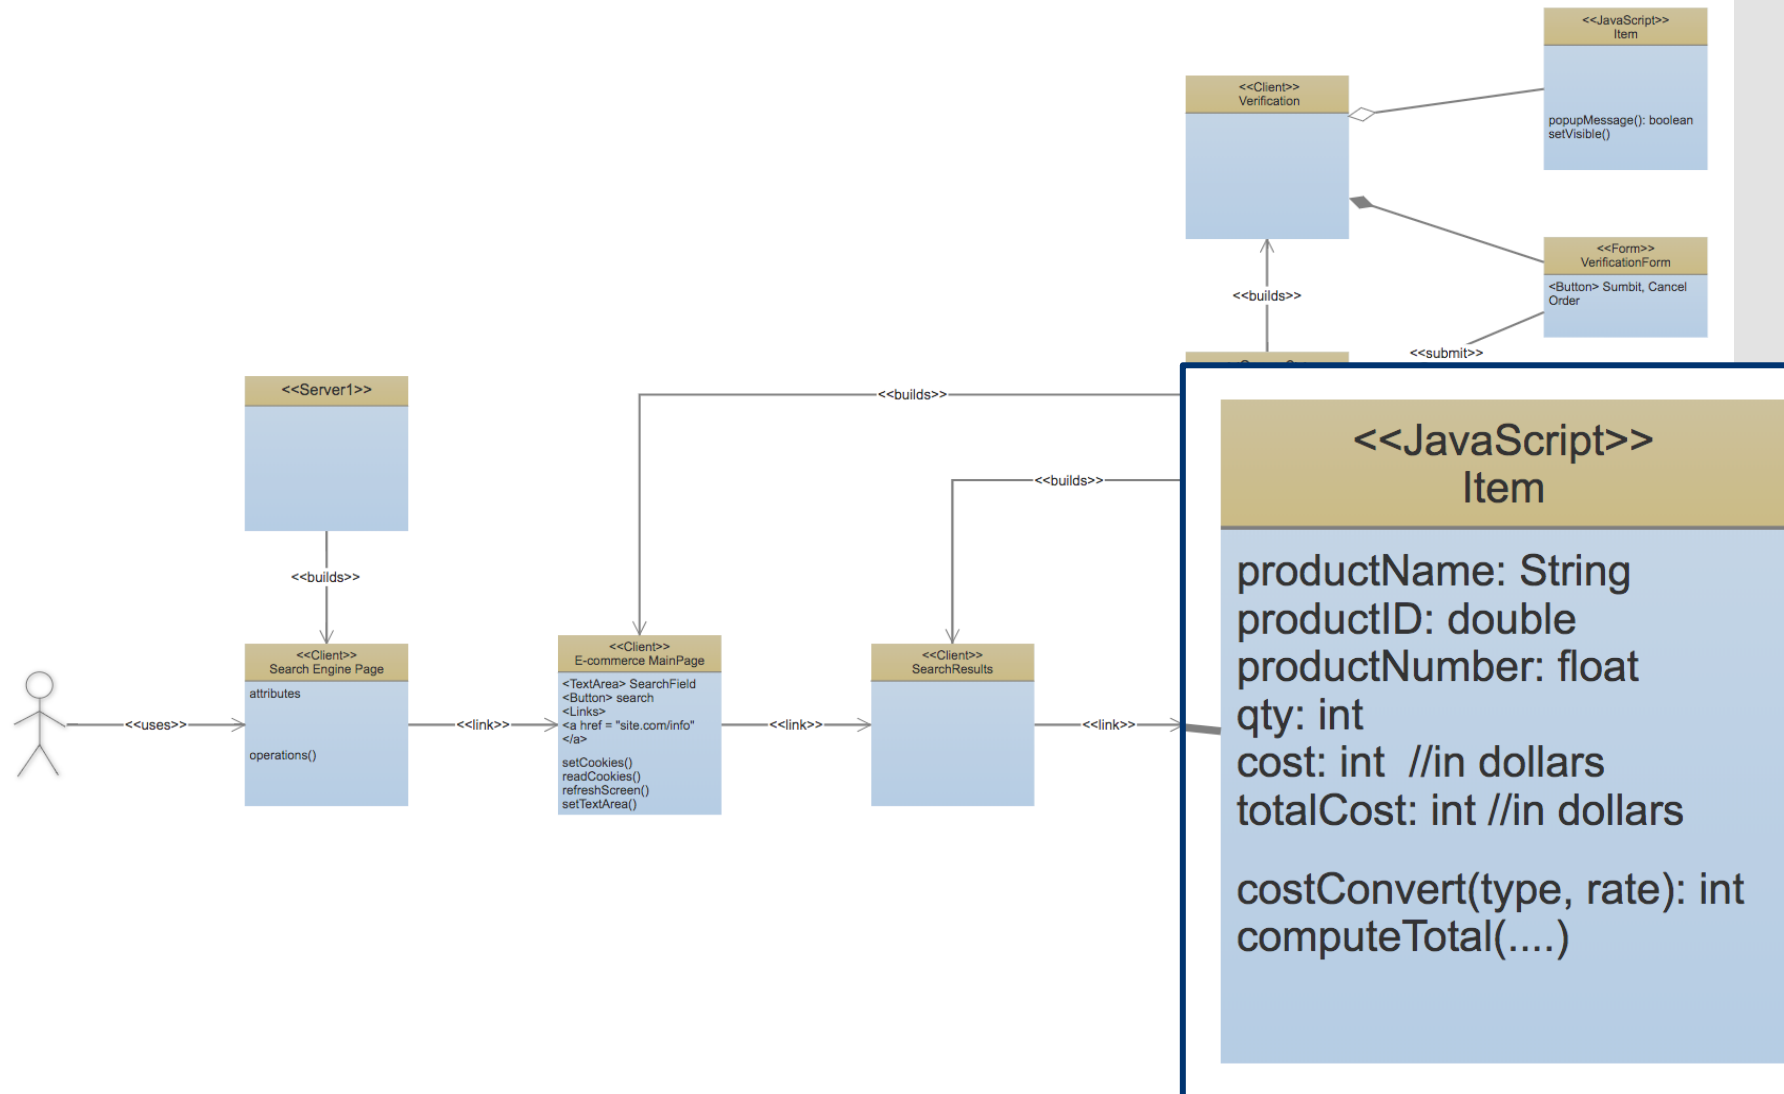 <<JavaScript>>
Item
popupMessage(): boolean
setVisible()
<<Client>>
Verification
<<Form>>
VerificationForm
<Button> Sumbit, Cancel
Order
<<builds>>
<<submit>>
<<Server1>>
<<builds>>
<<builds>>
<<builds>>
<<Client>>
Search Engine Page
attributes
operations()
<<Client>>
E-commerce MainPage
<TextArea> SearchField
<Button> search
<Links>
<a href = "site.com/info"
</a>
setCookies()
readCookies()
refreshScreen()
setTextArea()
<<Client>>
SearchResults
<<uses>>
<<link>>
<<link>>
<<link>>
<<JavaScript>>
Item
productName: String
productID: double
productNumber: float
qty: int
cost: int  //in dollars
totalCost: int //in dollars
costConvert(type, rate): int
computeTotal(....)